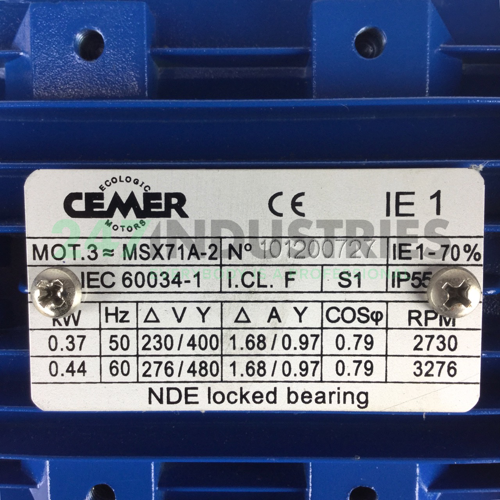 ECOLOGIC
CEMER
MOTORS
CE
IE 1
24INDUSTRIES
MOT.3≈ MSX71A-2 N° 101200727 IE1-70%
IEC 60034-1 I.CL. F S1 IP55
kW Hz Δ V Y Δ A Y COSφ RPM
0.37 50 230/400 1.68/0.97 0.79 2730
0.44 60 276/480 1.68/0.97 0.79 3276
NDE locked bearing